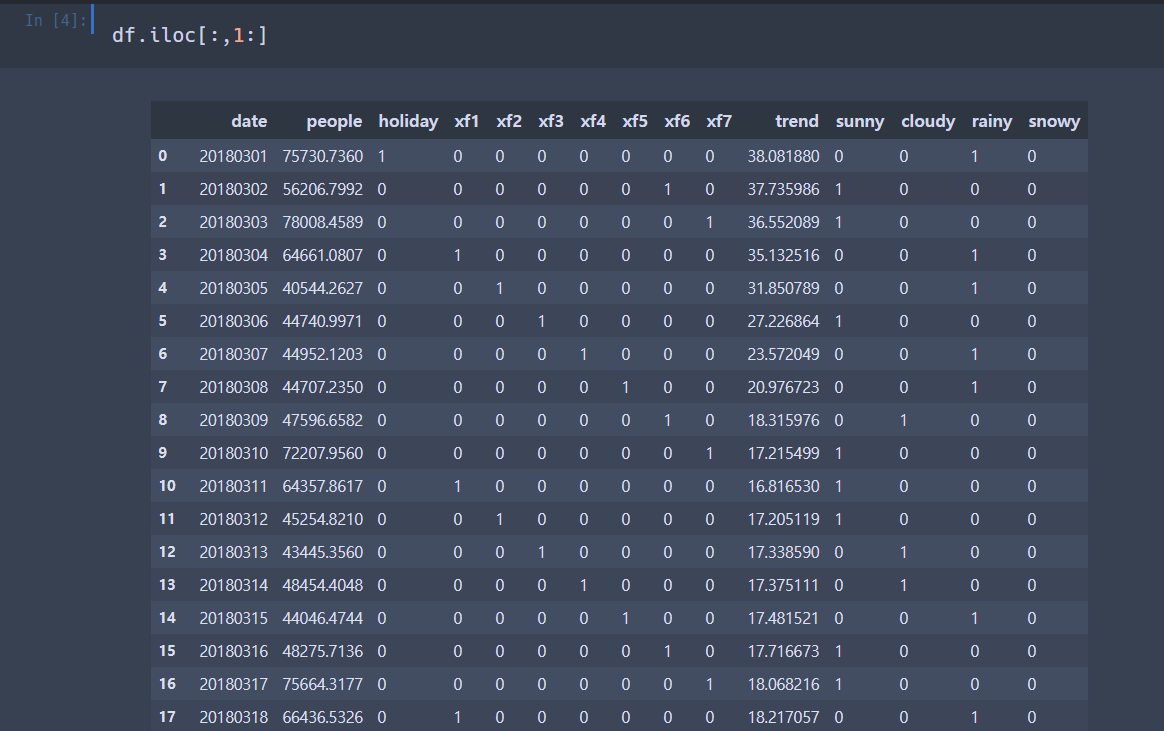 In [4]:
df.iloc[:,1:]
date people holiday xf1 xf2 xf3 xf4 xf5 xf6 xf7 trend sunny cloudy rainy snowy
0 20180301 75730.7360 1 0 0 0 0 0 0 0 38.081880 0 0 1 0
1 20180302 56206.7992 0 0 0 0 0 0 1 0 37.735986 1 0 0 0
2 20180303 78008.4589 0 0 0 0 0 0 0 1 36.552089 1 0 0 0
3 20180304 64661.0807 0 1 0 0 0 0 0 0 35.132516 0 0 1 0
4 20180305 40544.2627 0 0 1 0 0 0 0 0 31.850789 0 0 1 0
5 20180306 44740.9971 0 0 0 1 0 0 0 0 27.226864 1 0 0 0
6 20180307 44952.1203 0 0 0 0 1 0 0 0 23.572049 0 0 1 0
7 20180308 44707.2350 0 0 0 0 0 1 0 0 20.976723 0 0 1 0
8 20180309 47596.6582 0 0 0 0 0 0 1 0 18.315976 0 1 0 0
9 20180310 72207.9560 0 0 0 0 0 0 0 1 17.215499 1 0 0 0
10 20180311 64357.8617 0 1 0 0 0 0 0 0 16.816530 1 0 0 0
11 20180312 45254.8210 0 0 1 0 0 0 0 0 17.205119 1 0 0 0
12 20180313 43445.3560 0 0 0 1 0 0 0 0 17.338590 0 1 0 0
13 20180314 48454.4048 0 0 0 0 1 0 0 0 17.375111 0 1 0 0
14 20180315 44046.4744 0 0 0 0 0 1 0 0 17.481521 0 0 1 0
15 20180316 48275.7136 0 0 0 0 0 0 1 0 17.716673 1 0 0 0
16 20180317 75664.3177 0 0 0 0 0 0 0 1 18.068216 1 0 0 0
17 20180318 66436.5326 0 1 0 0 0 0 0 0 18.217057 0 0 1 0